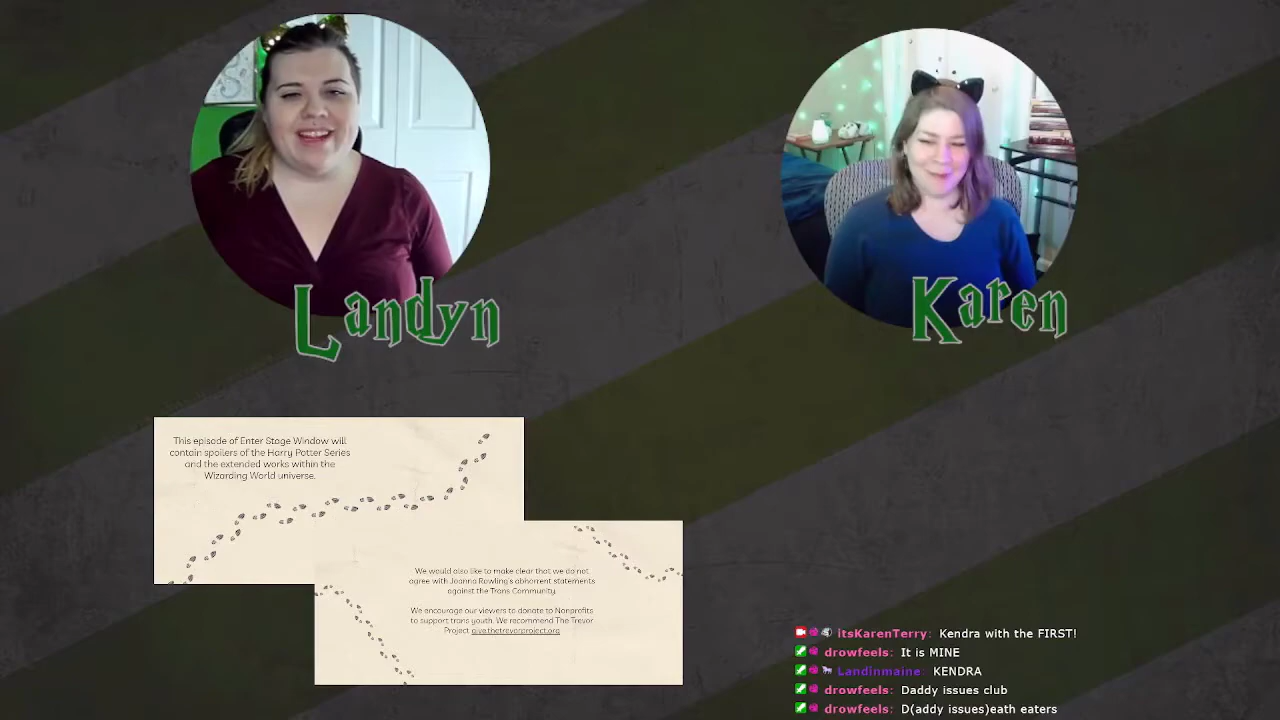 Landyn
Karen
This episode of Enter Stage Window will
contain spoilers of the Harry Potter Series
and the extended works within the
Wizarding World universe.
We would also like to make clear that we do not
agree with Joanna Rowling's abhorrent statements
against the Trans Community.
We encourage our viewers to donate to Nonprofits
to support trans youth. We recommend The Trevor
Project give.thetrevorproject.org
itsKarenTerry: Kendra with the FIRST!
drowfeels: It is MINE
Landinmaine: KENDRA
drowfeels: Daddy issues club
drowfeels: D(addy issues)eath eaters